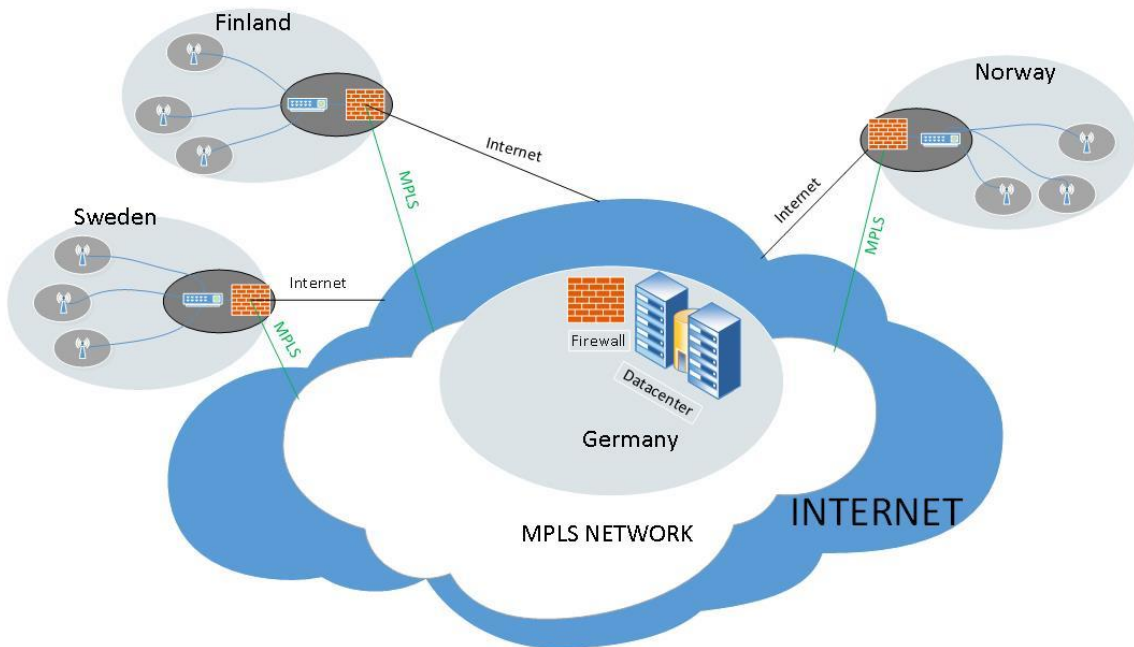 Finland
Norway
Internet
Internet
MPLS
MPLS
Sweden
Internet
MPLS
Firewall
Datacenter
Germany
INTERNET
MPLS NETWORK